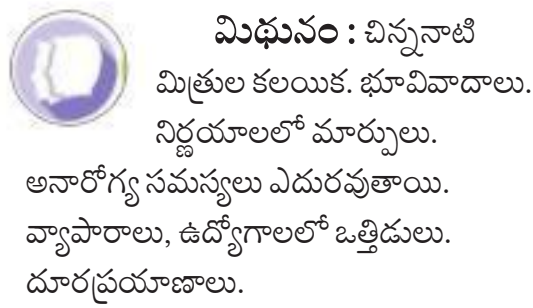 మిథునం : చిన్ననాటి
మిత్రుల కలయిక. భూవివాదాలు.
నిర్ణయాలలో మార్పులు.
అనారోగ్య సమస్యలు ఎదురవుతాయి.
వ్యాపారాలు, ఉద్యోగాలలో ఒత్తిడులు.
దూరప్రయాణాలు.